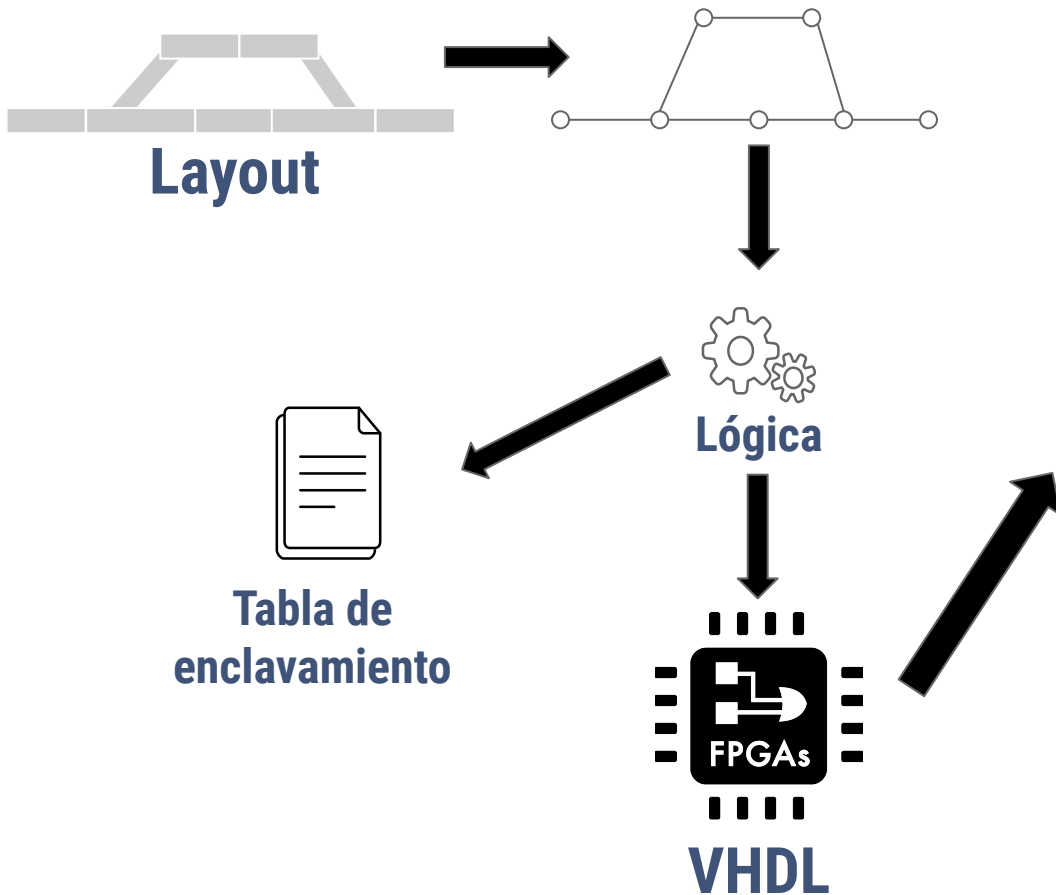 Layout
Lógica
Tabla de
enclavamiento
FPGAs
VHDL